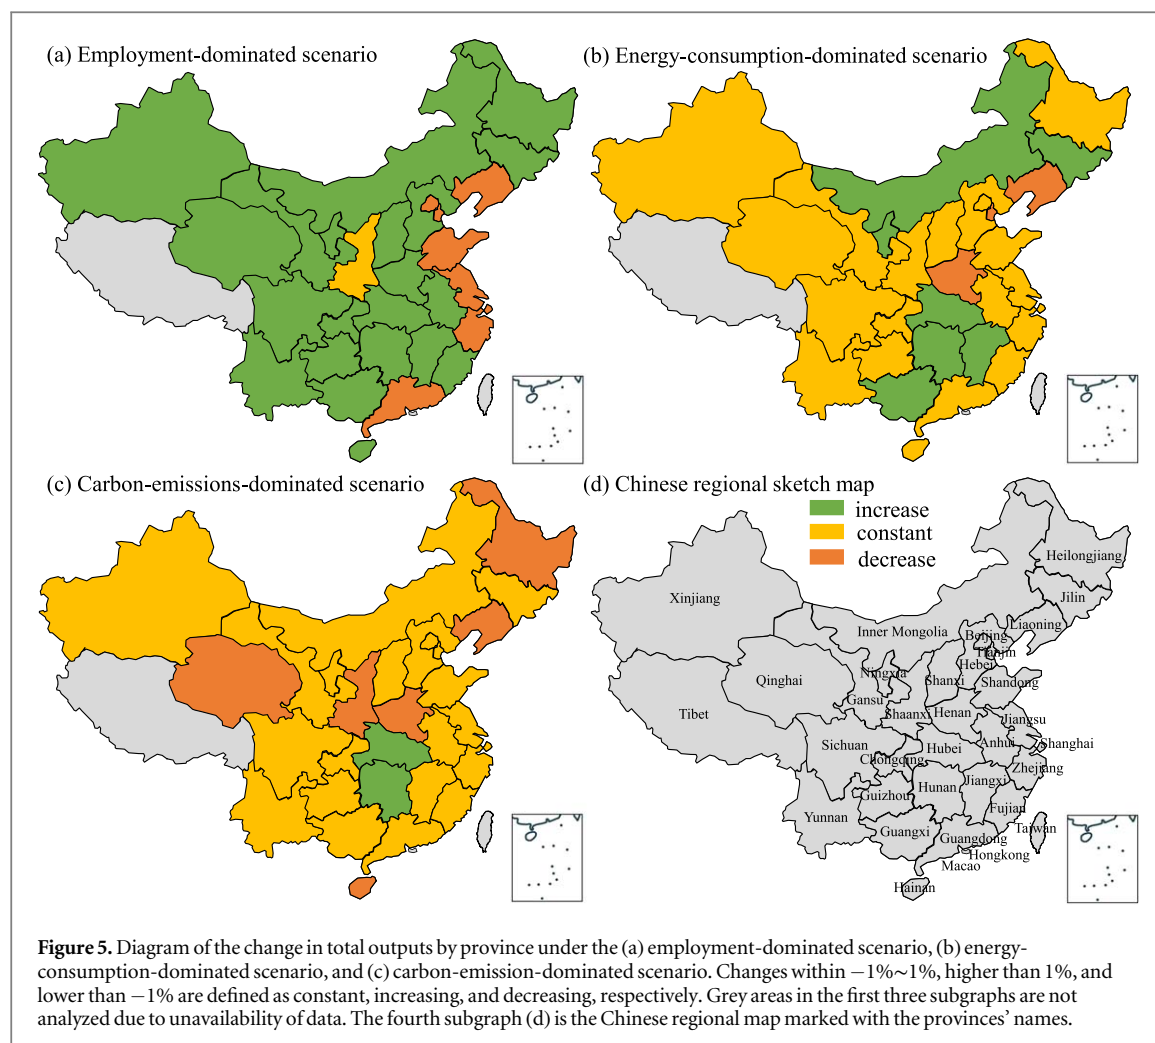 (a) Employment-dominated scenario
(b) Energy-consumption-dominated scenario
(c) Carbon-emissions-dominated scenario
(d) Chinese regional sketch map
increase
constant
decrease
Heilongjiang
Jilin
Xinjiang
Liaoning
Inner Mongolia
Beijing
Tianjin
Hebei
Ningxia
Shanxi
Qinghai
Shandong
Gansu
Tibet
Shaanxi
Henan
Jiangsu
Sichuan
Hubei
Anhui
Shanghai
Chongqing
Zhejiang
Hunan
Jiangxi
Guizhou
Fujian
Yunnan
Guangxi
Guangdong
Taiwan
Hongkong
Macao
Hainan
Figure 5. Diagram of the change in total outputs by province under the (a) employment-dominated scenario, (b) energy-
consumption-dominated scenario, and (c) carbon-emission-dominated scenario. Changes within −1%~1%, higher than 1%, and
lower than −1% are defined as constant, increasing, and decreasing, respectively. Grey areas in the first three subgraphs are not
analyzed due to unavailability of data. The fourth subgraph (d) is the Chinese regional map marked with the provinces' names.